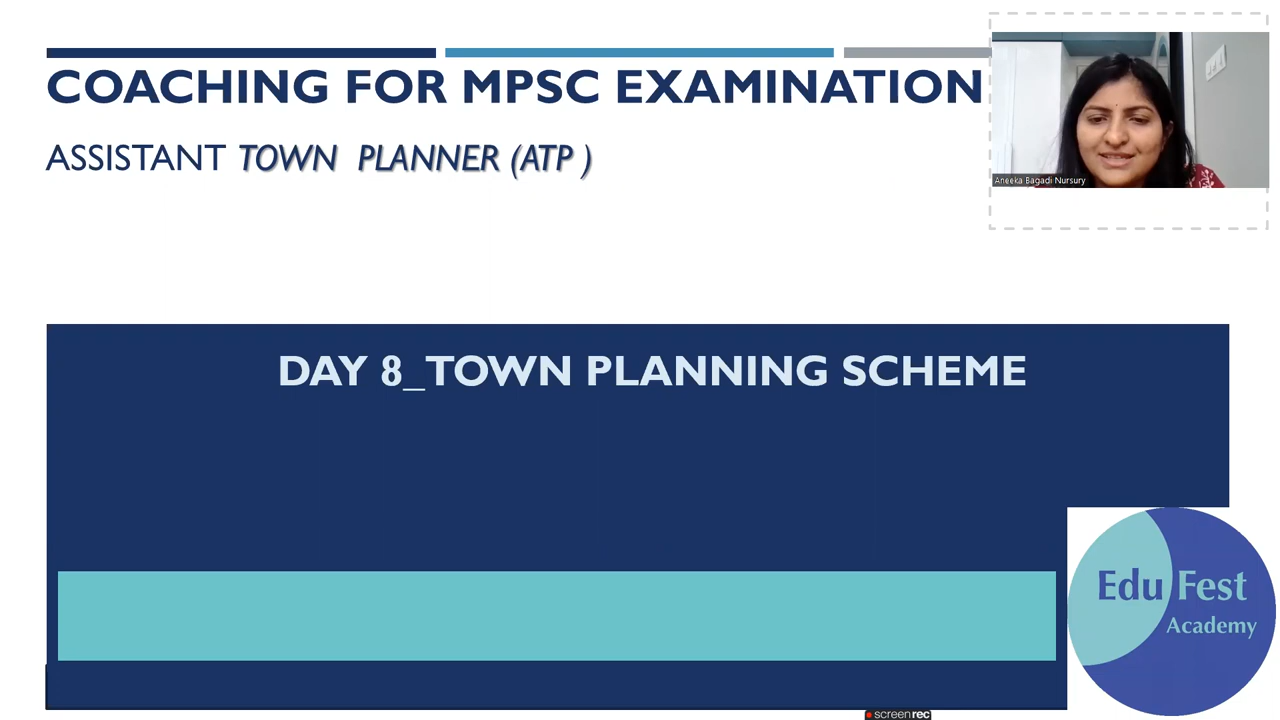 COACHING FOR MPSC EXAMINATION
ASSISTANT TOWN PLANNER (ATP )
Aneeka Bagadi Nursury
DAY 8_TOWN PLANNING SCHEME
Edu Fest
Academy
screenrec